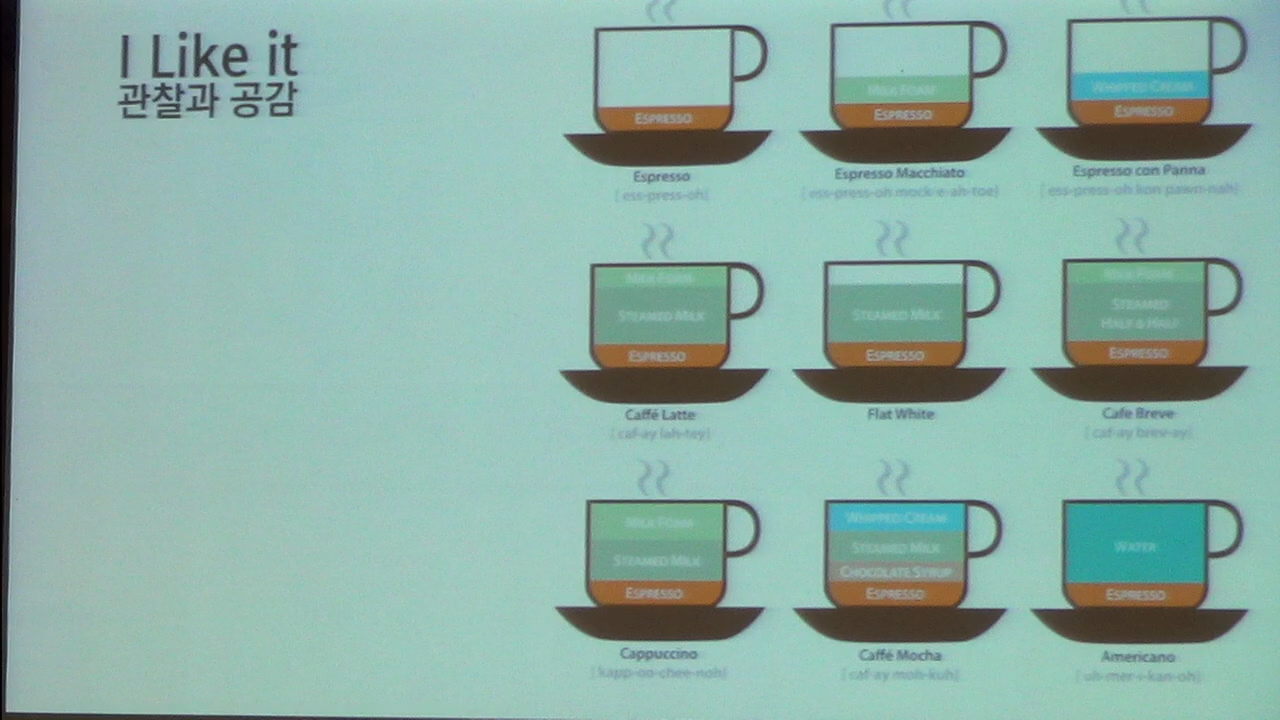 I Like it
관찰과 공감
ESPRESSO
Espresso
[ ess-press-oh]
MILK FOAM
ESPRESSO
Espresso Macchiato
[ ess-press-oh mock-e-ah-toe]
WHIPPED CREAM
ESPRESSO
Espresso con Panna
[ ess-press-oh kon pawn-nah]
MILK FOAM
STEAMED MILK
ESPRESSO
Caffé Latte
[ caf-ay lah-tey]
STEAMED MILK
ESPRESSO
Flat White
MILK FOAM
STEAMED
HALF & HALF
ESPRESSO
Cafe Breve
[ caf-ay brev-ay]
MILK FOAM
STEAMED MILK
ESPRESSO
Cappuccino
[ kapp-oo-chee-noh]
WHIPPED CREAM
STEAMED MILK
CHOCOLATE SYRUP
ESPRESSO
Caffé Mocha
[ caf-ay moh-kuh]
WATER
ESPRESSO
Americano
[ uh-mer-i-kan-oh]